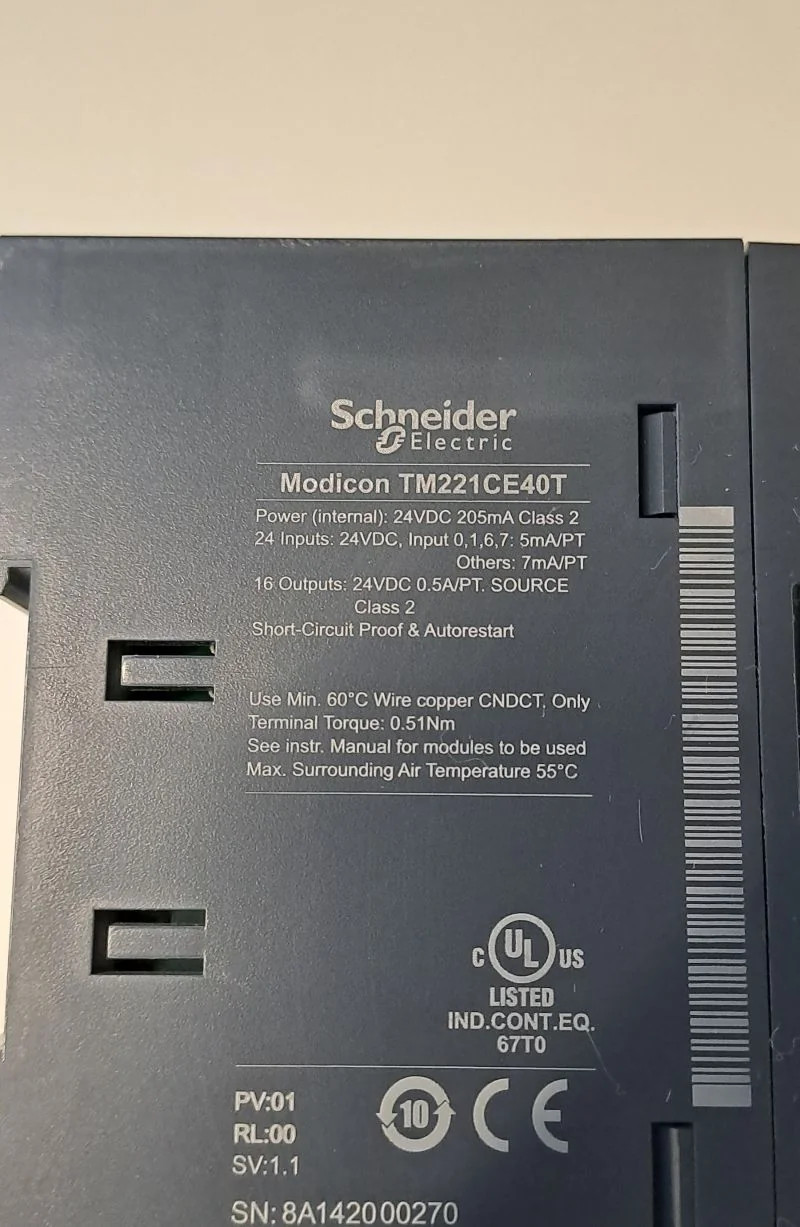 Schneider
Electric
Modicon TM221CE40T
Power (internal): 24VDC 205mA Class 2
24 Inputs: 24VDC, Input 0,1,6,7: 5mA/PT
Others: 7mA/PT
16 Outputs: 24VDC 0.5A/PT. SOURCE
Class 2
Short-Circuit Proof & Autorestart
Use Min. 60°C Wire copper CNDCT, Only
Terminal Torque: 0.51Nm
See instr. Manual for modules to be used
Max. Surrounding Air Temperature 55°C
C UL US
LISTED
IND.CONT.EQ.
67T0
PV:01
RL:00
SV:1.1
10 CE
SN: 8A142000270